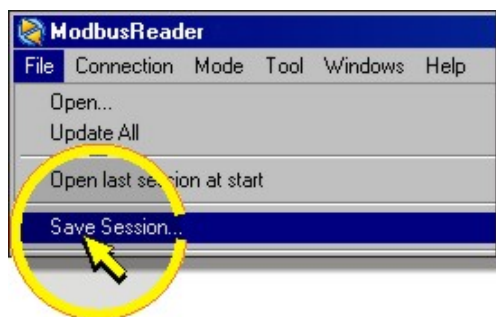 ModbusReader
File Connection Mode Tool Windows Help
Open...
Update All
Open last session at start
Save Session...